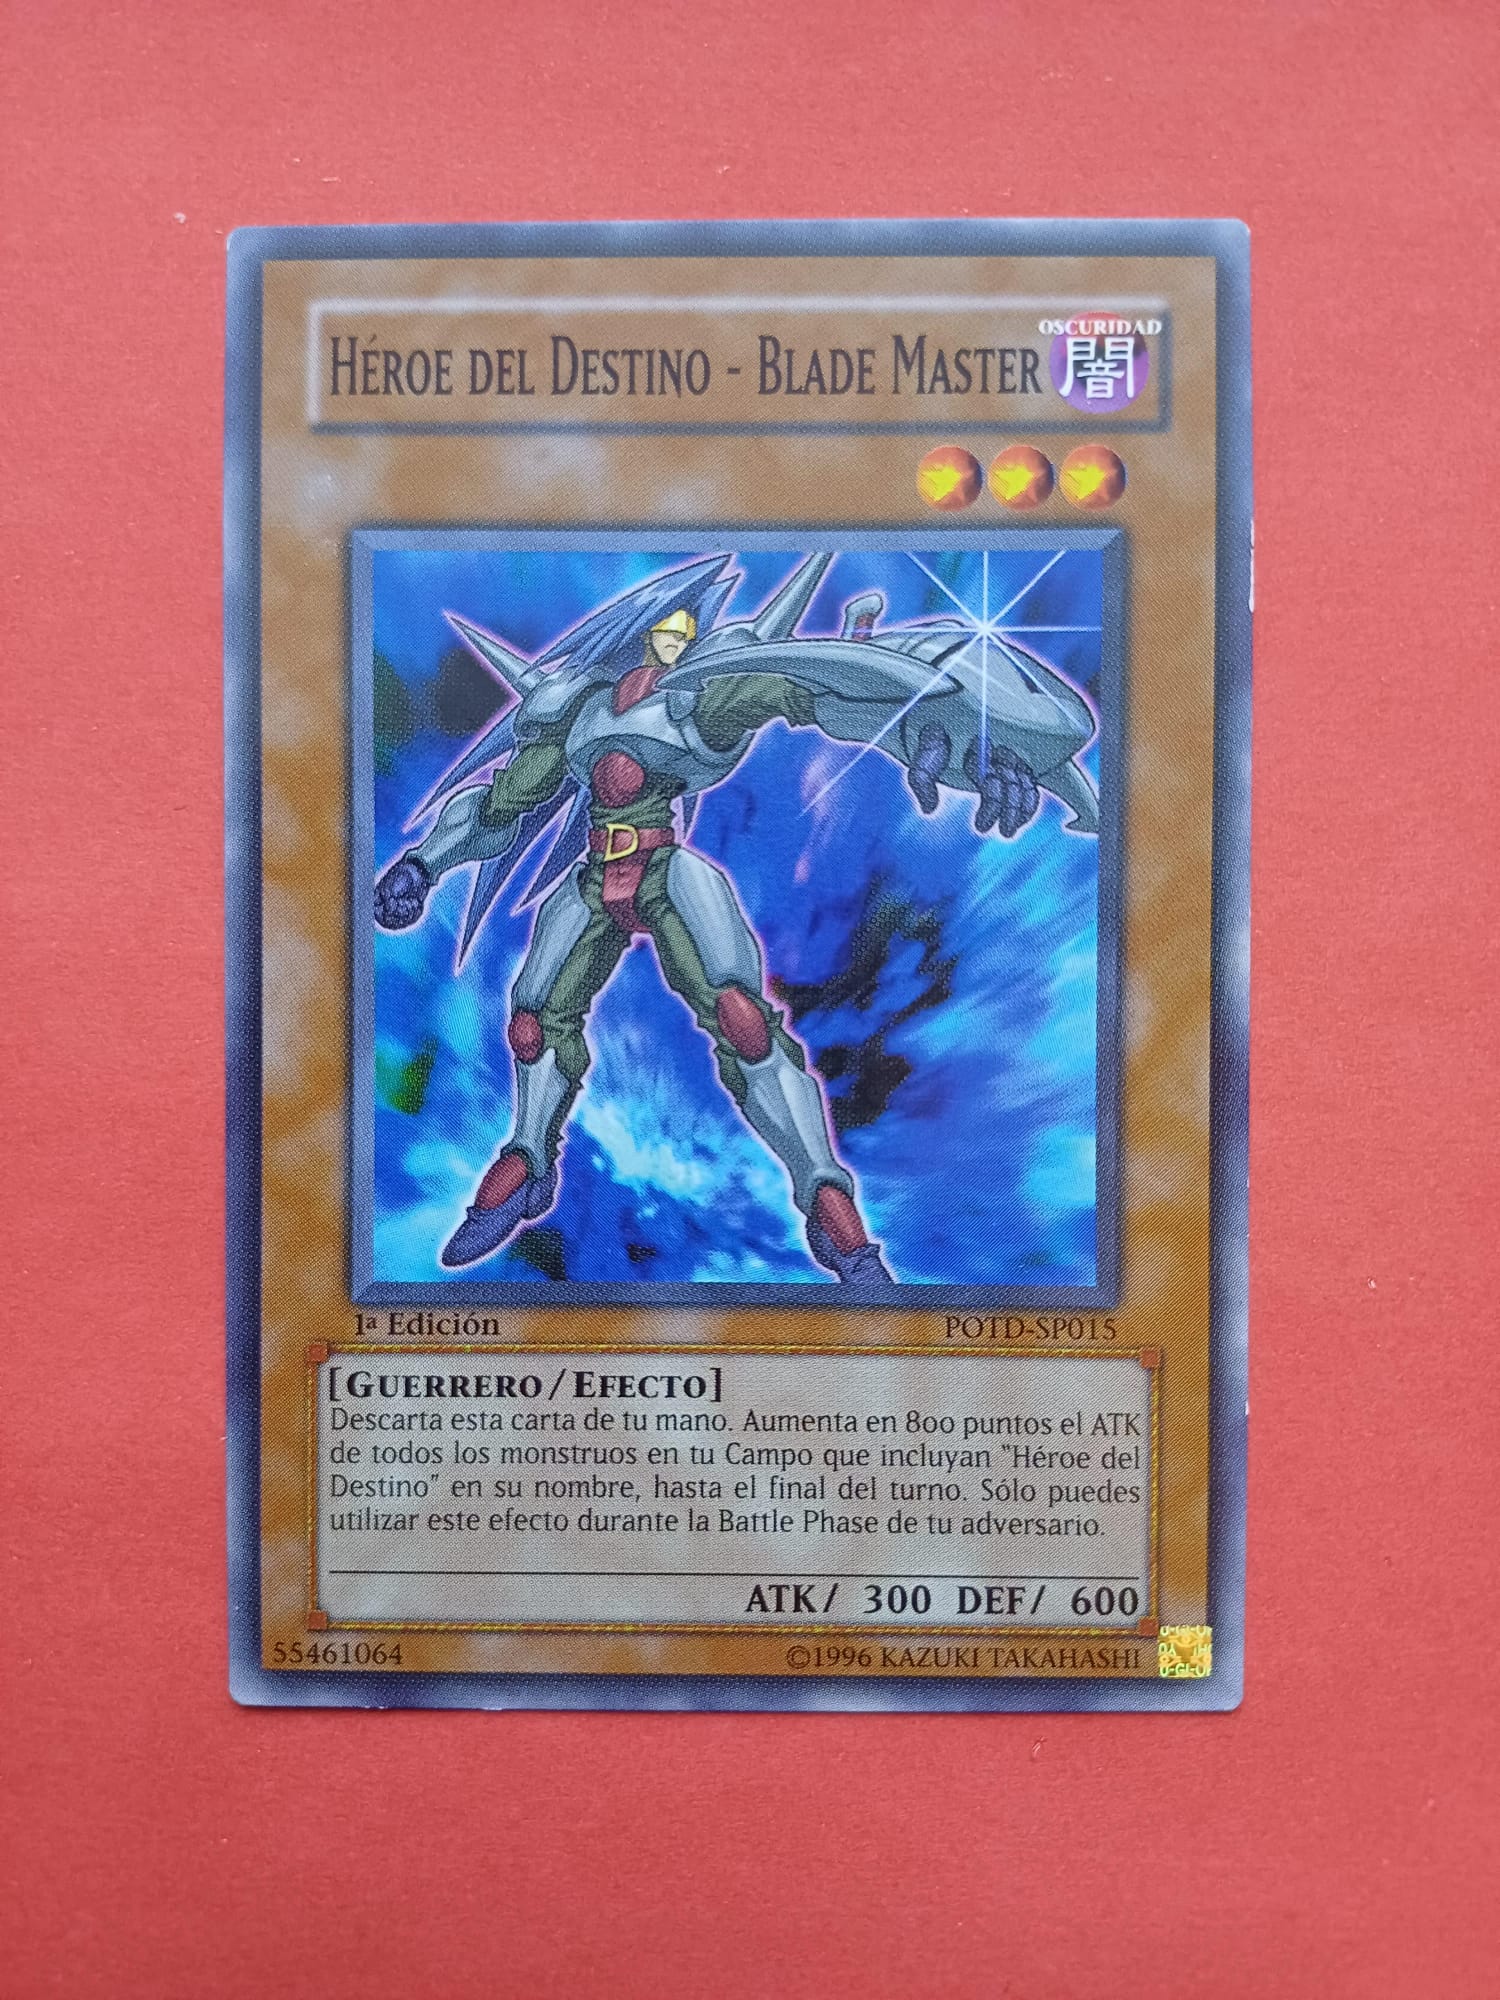 HÉROE DEL DESTINO - BLADE MASTER
OSCURIDAD
闇
D
1ª Edición
POTD-SP015
[GUERRERO/EFECTO]
Descarta esta carta de tu mano. Aumenta en 800 puntos el ATK
de todos los monstruos en tu Campo que incluyan "Héroe del
Destino" en su nombre, hasta el final del turno. Sólo puedes
utilizar este efecto durante la Battle Phase de tu adversario.
ATK/ 300 DEF/ 600
55461064
©1996 KAZUKI TAKAHASHI